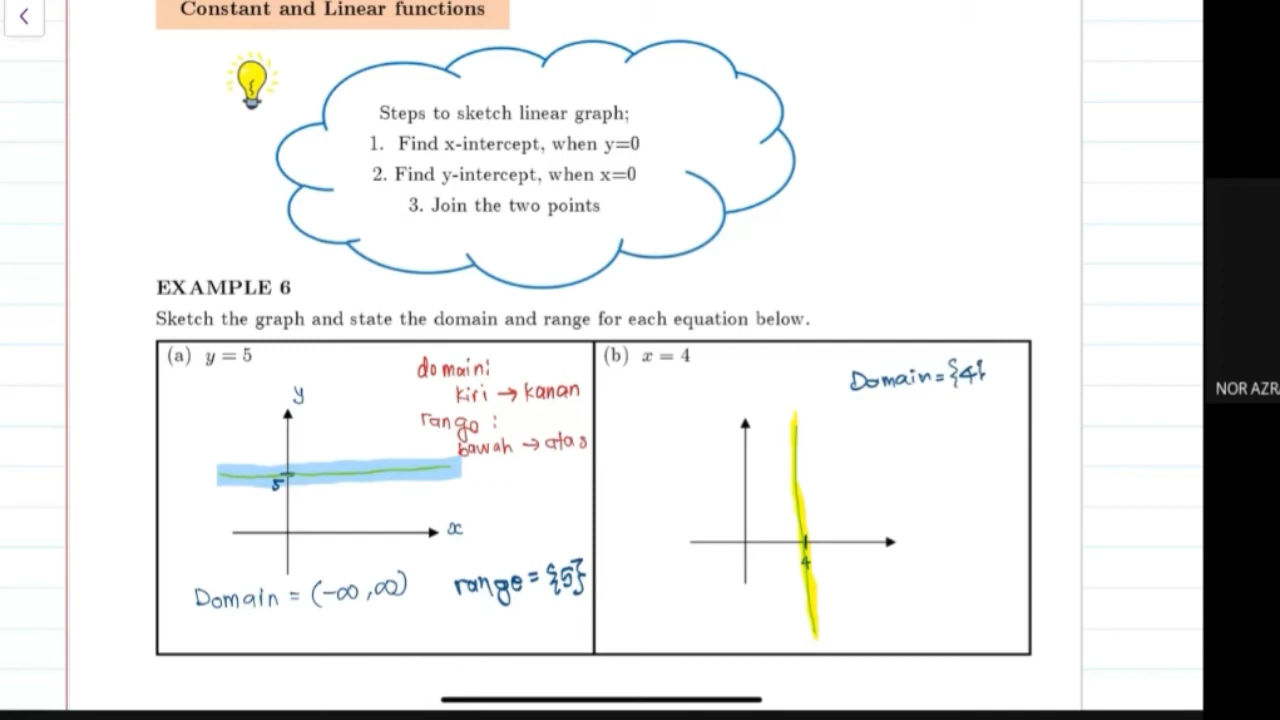 Constant and Linear functions
Steps to sketch linear graph;
1. Find x-intercept, when y=0
2. Find y-intercept, when x=0
3. Join the two points
EXAMPLE 6
Sketch the graph and state the domain and range for each equation below.
(a) y = 5
domain:
kiri → kanan
range :
bawah → atas
y
5
x
Domain = (-∞,∞)
range = {5}
(b) x = 4
Domain = {4}
4
NOR AZR